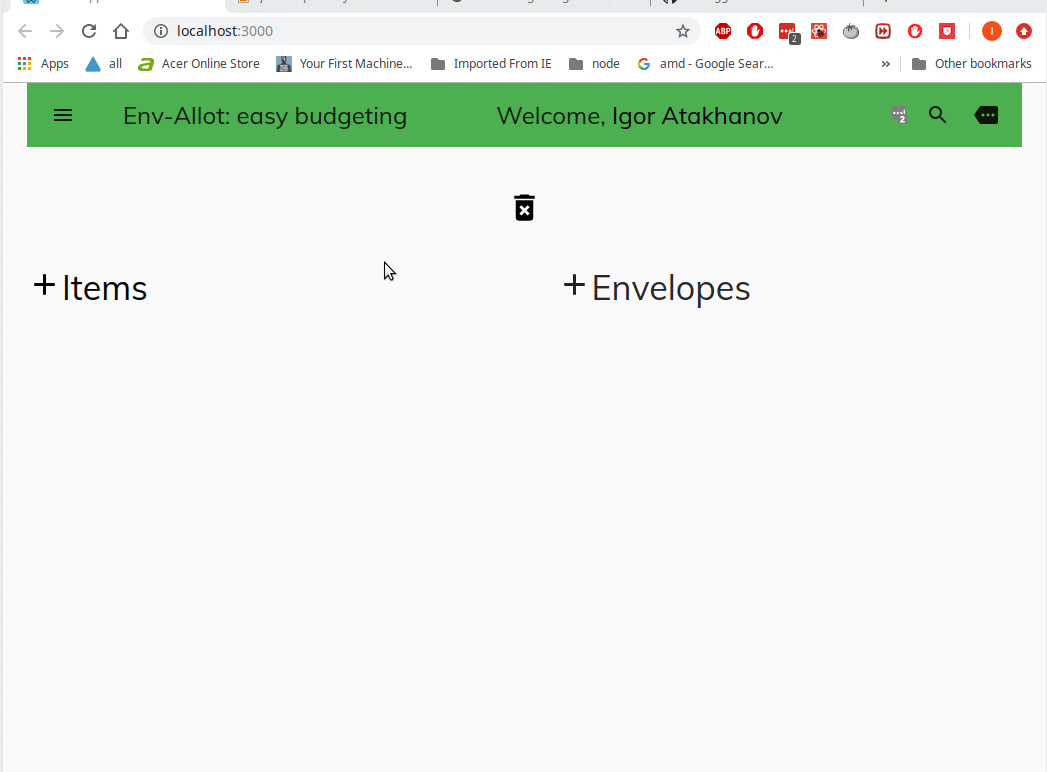 localhost:3000
ABP
2
I
Apps all Acer Online Store Your First Machine... Imported From IE node amd - Google Sear... » Other bookmarks
Env-Allot: easy budgeting Welcome, Igor Atakhanov 2
+ Items + Envelopes